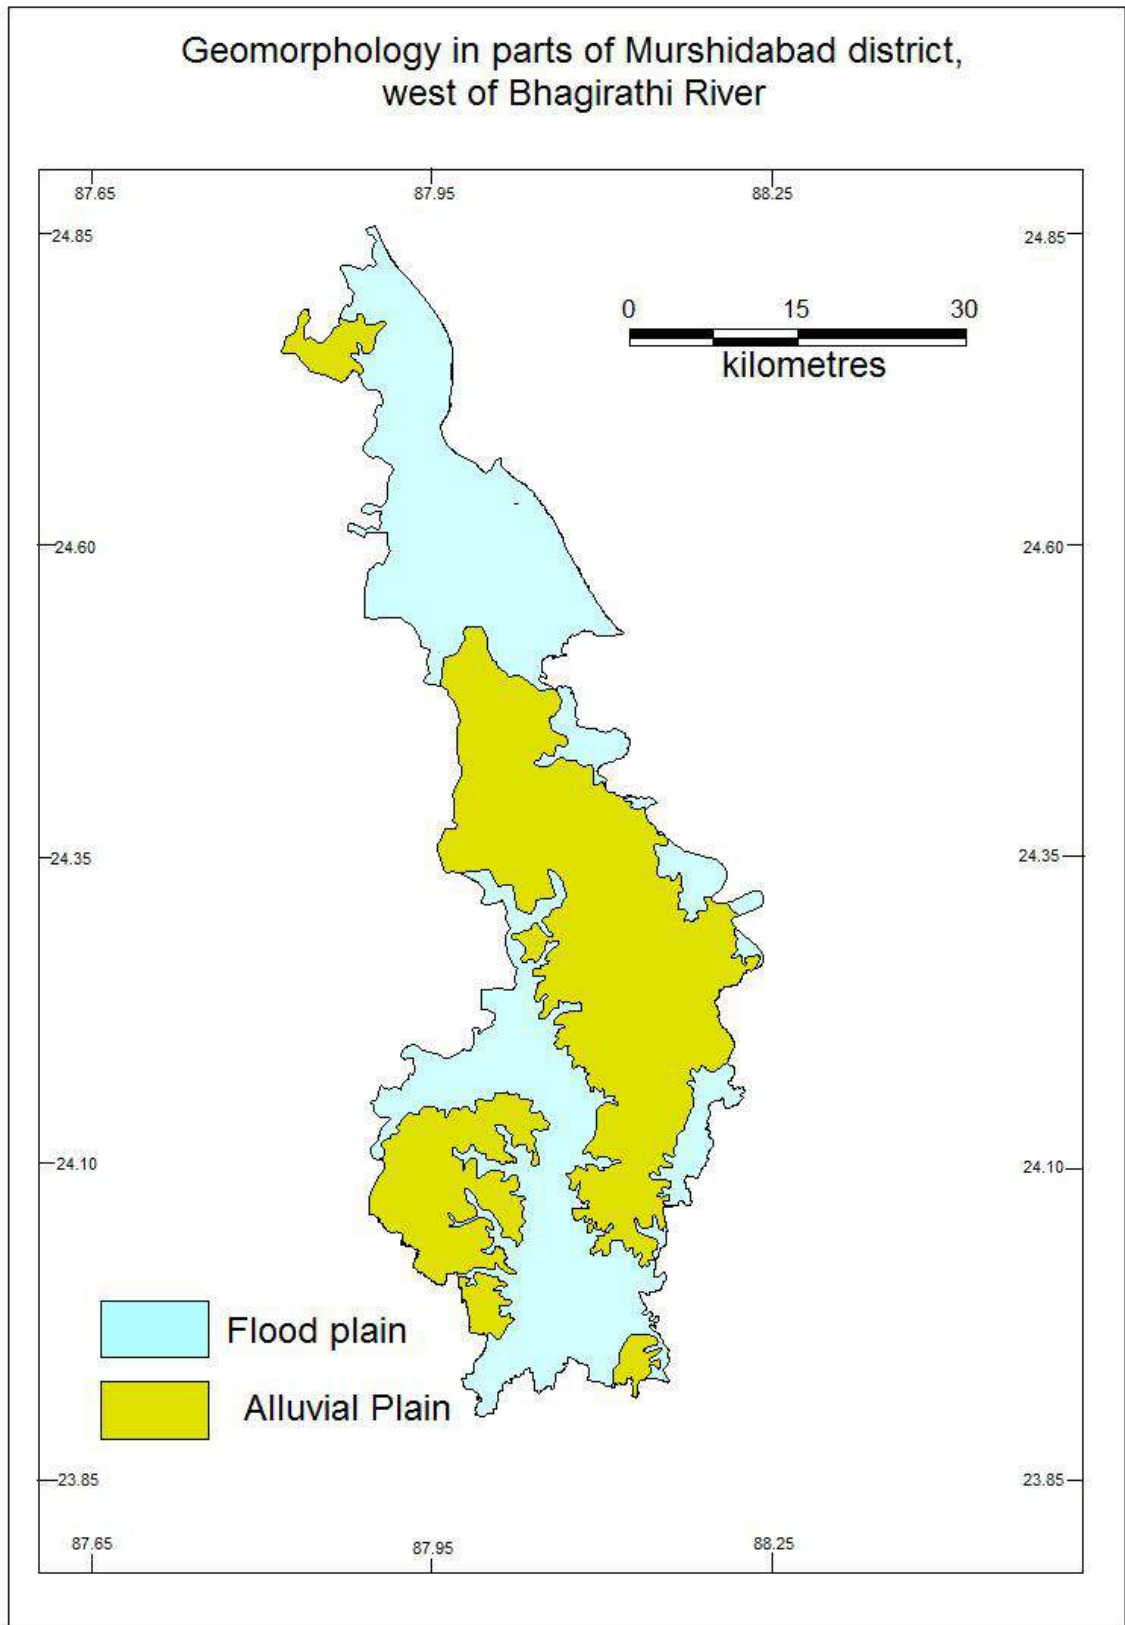 Geomorphology in parts of Murshidabad district,
west of Bhagirathi River
87.65 87.95 88.25
24.85 24.85
0 15 30
kilometres
24.60 24.60
24.35 24.35
24.10 24.10
Flood plain
Alluvial Plain
23.85 23.85
87.65 87.95 88.25